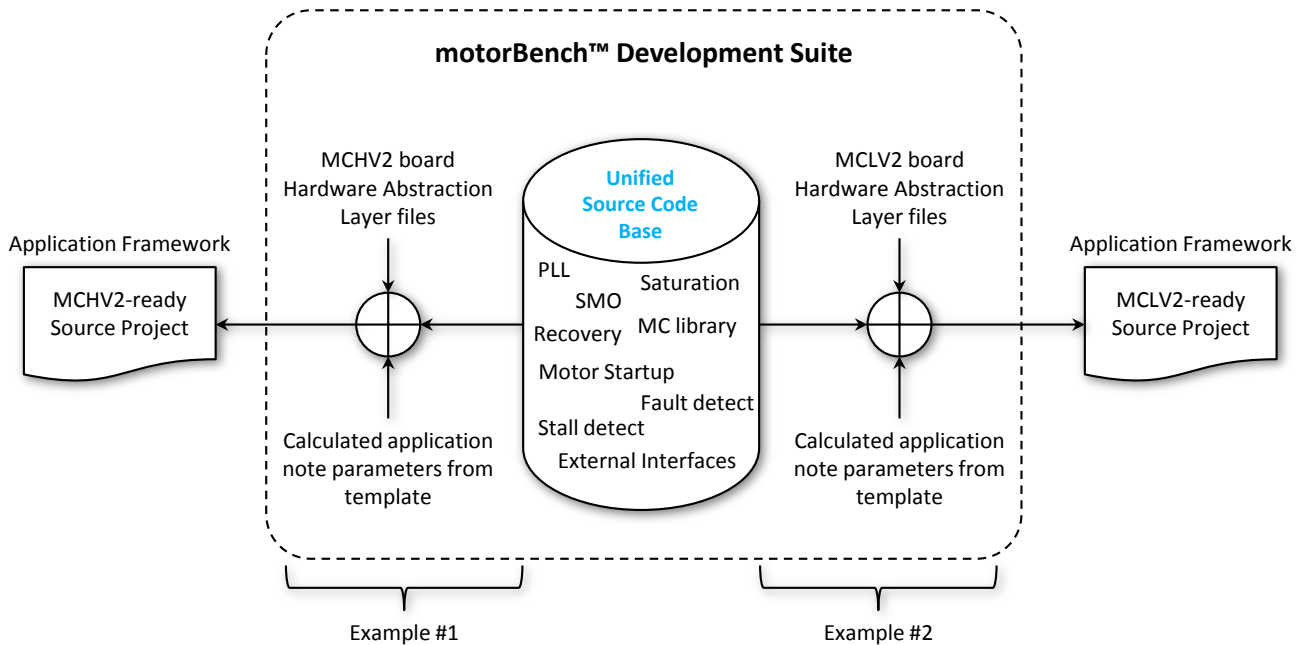 motorBench™ Development Suite
MCHV2 board
Hardware Abstraction
Layer files
Unified
Source Code
Base
MCLV2 board
Hardware Abstraction
Layer files
Application Framework
MCHV2-ready
Source Project
PLL
Saturation
SMO
Recovery
MC library
Motor Startup
Fault detect
Stall detect
External Interfaces
Application Framework
MCLV2-ready
Source Project
Calculated application
note parameters from
template
Calculated application
note parameters from
template
Example #1
Example #2